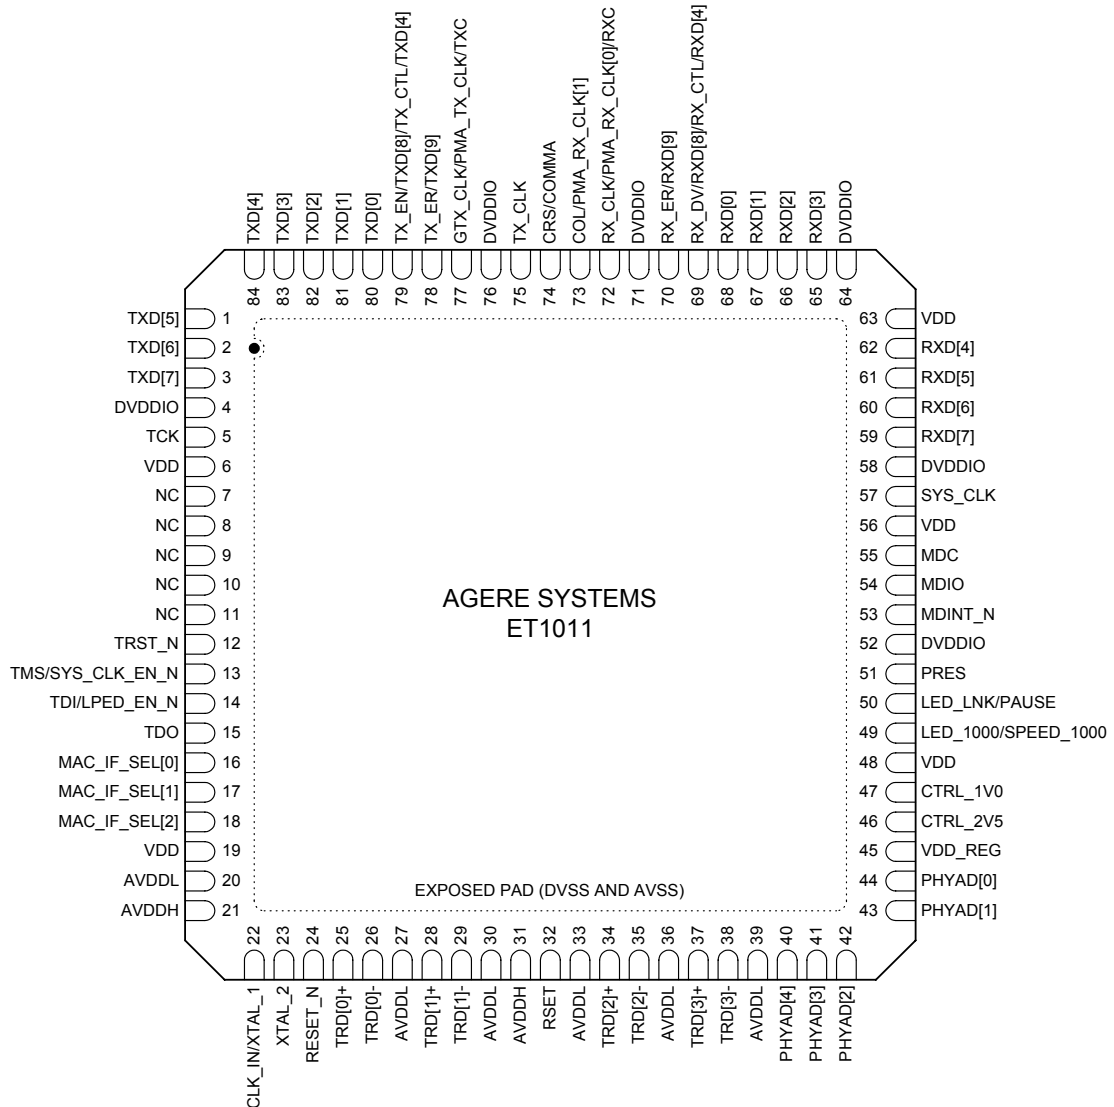 TXD[4]
TXD[3]
TXD[2]
TXD[1]
TXD[0]
TX_EN/TXD[8]/TX_CTL/TXD[4]
TX_ER/TXD[9]
GTX_CLK/PMA_TX_CLK/TXC
DVDDIO
TX_CLK
CRS/COMMA
COL/PMA_RX_CLK[1]
RX_CLK/PMA_RX_CLK[0]/RXC
DVDDIO
RX_ER/RXD[9]
RX_DV/RXD[8]/RX_CTL/RXD[4]
RXD[0]
RXD[1]
RXD[2]
RXD[3]
DVDDIO
84
83
82
81
80
79
78
77
76
75
74
73
72
71
70
69
68
67
66
65
64
TXD[5] 1
TXD[6] 2
TXD[7] 3
DVDDIO 4
TCK 5
VDD 6
NC 7
NC 8
NC 9
NC 10
NC 11
TRST_N 12
TMS/SYS_CLK_EN_N 13
TDI/LPED_EN_N 14
TDO 15
MAC_IF_SEL[0] 16
MAC_IF_SEL[1] 17
MAC_IF_SEL[2] 18
VDD 19
AVDDL 20
AVDDH 21
AGERE SYSTEMS
ET1011
EXPOSED PAD (DVSS AND AVSS)
63 VDD
62 RXD[4]
61 RXD[5]
60 RXD[6]
59 RXD[7]
58 DVDDIO
57 SYS_CLK
56 VDD
55 MDC
54 MDIO
53 MDINT_N
52 DVDDIO
51 PRES
50 LED_LNK/PAUSE
49 LED_1000/SPEED_1000
48 VDD
47 CTRL_1V0
46 CTRL_2V5
45 VDD_REG
44 PHYAD[0]
43 PHYAD[1]
22
23
24
25
26
27
28
29
30
31
32
33
34
35
36
37
38
39
40
41
42
CLK_IN/XTAL_1
XTAL_2
RESET_N
TRD[0]+
TRD[0]-
AVDDL
TRD[1]+
TRD[1]-
AVDDL
AVDDH
RSET
AVDDL
TRD[2]+
TRD[2]-
AVDDL
TRD[3]+
TRD[3]-
AVDDL
PHYAD[4]
PHYAD[3]
PHYAD[2]